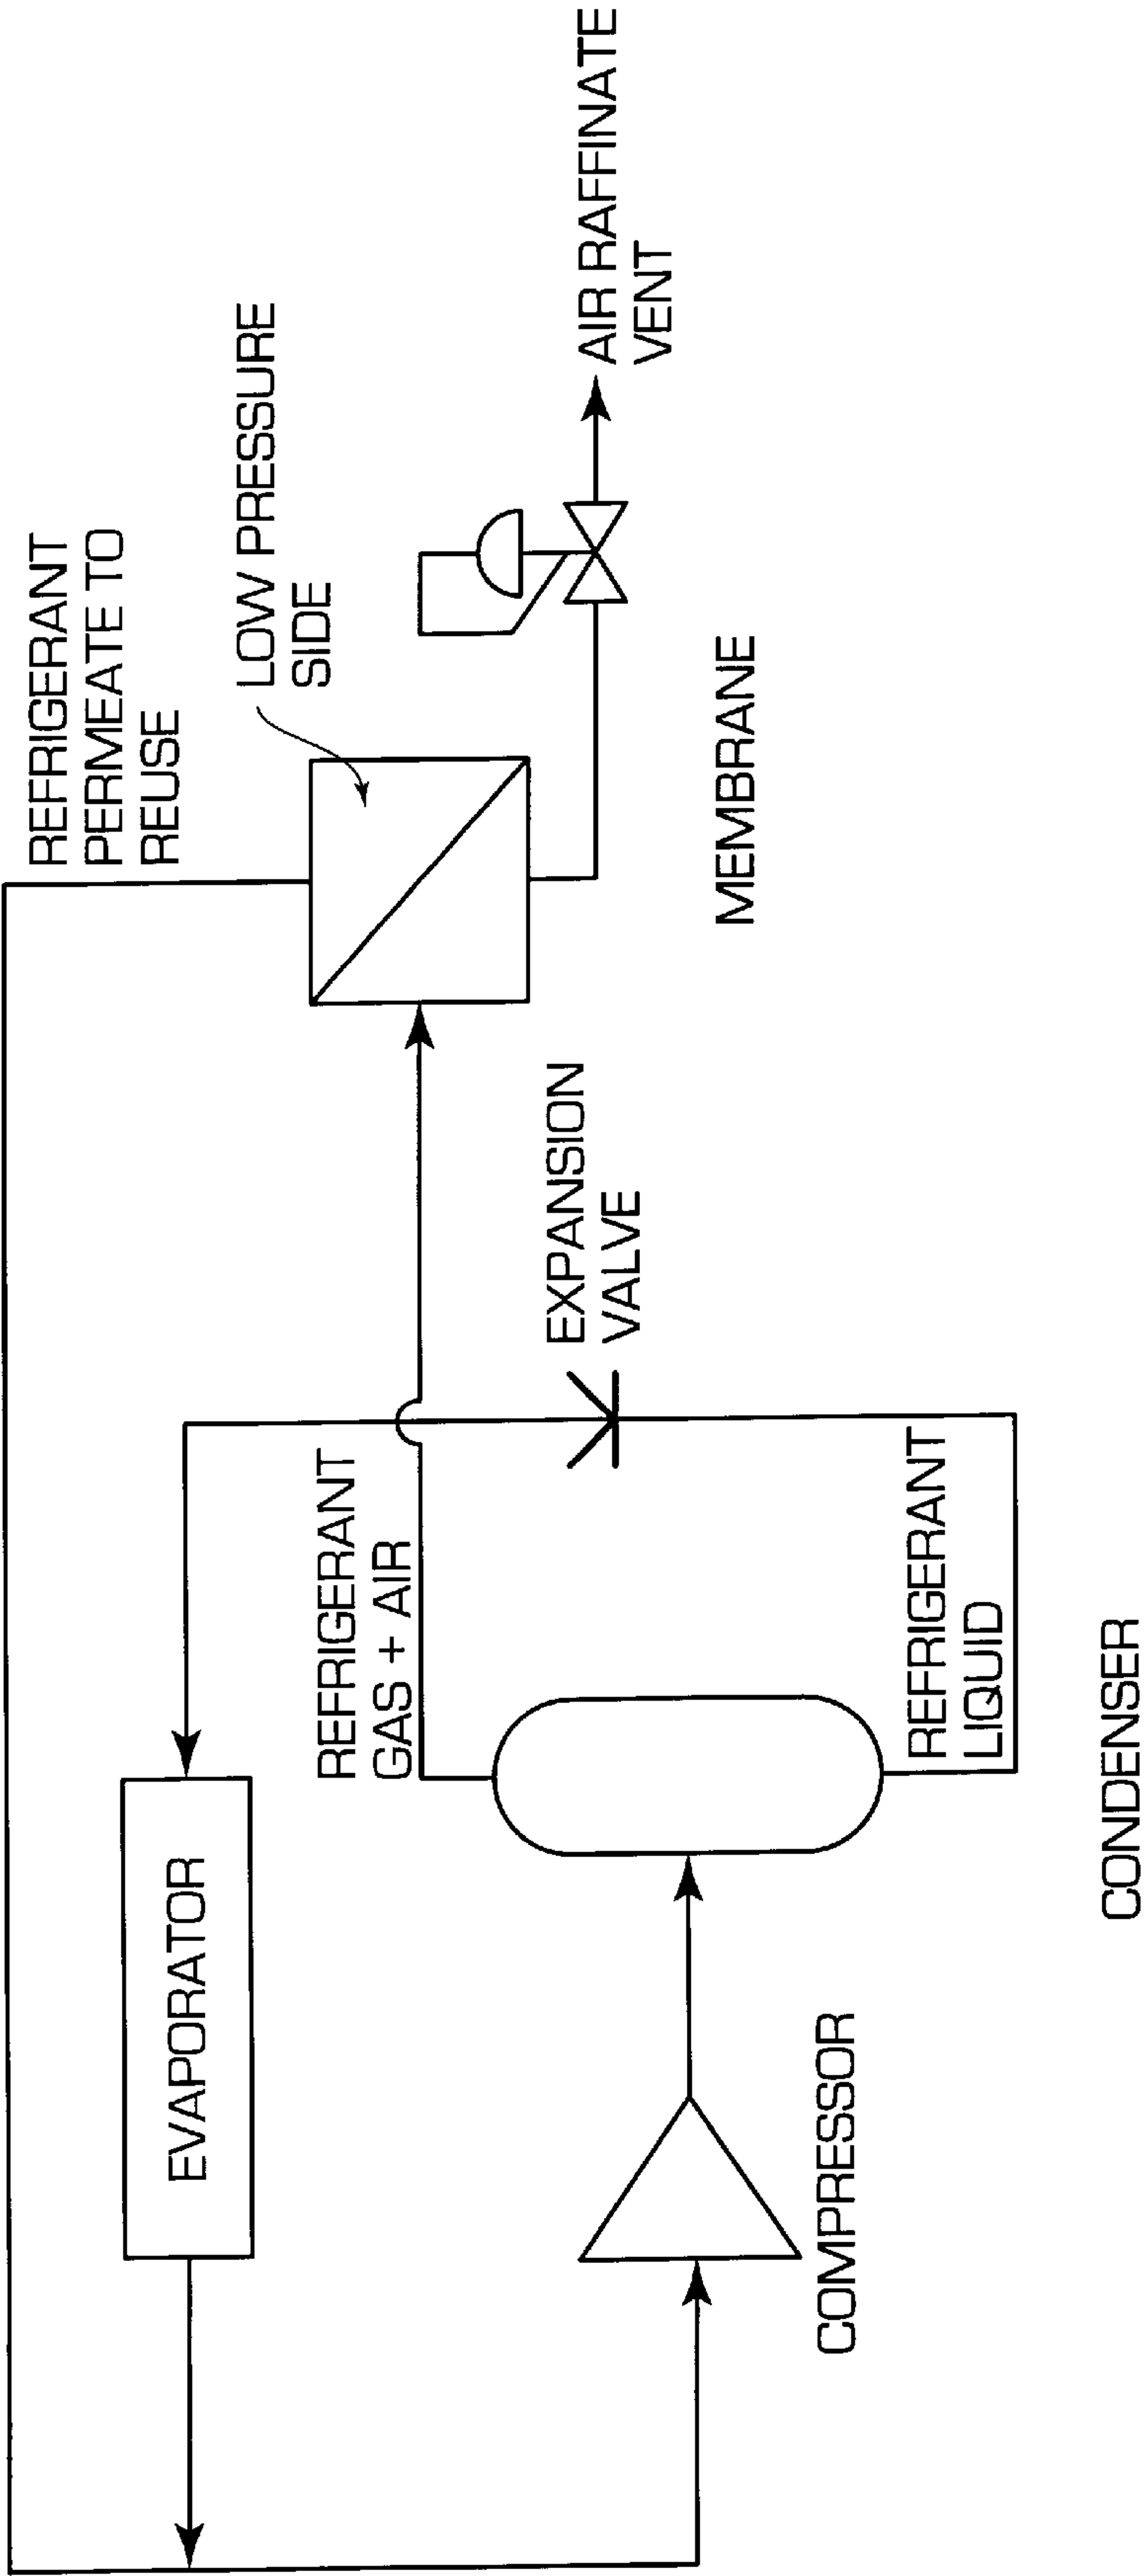 REFRIGERANT
PERMEATE TO
REUSE
LOW PRESSURE
SIDE
EVAPORATOR
REFRIGERANT
GAS + AIR
EXPANSION
VALVE
AIR RAFFINATE
VENT
MEMBRANE
COMPRESSOR
REFRIGERANT
LIQUID
CONDENSER